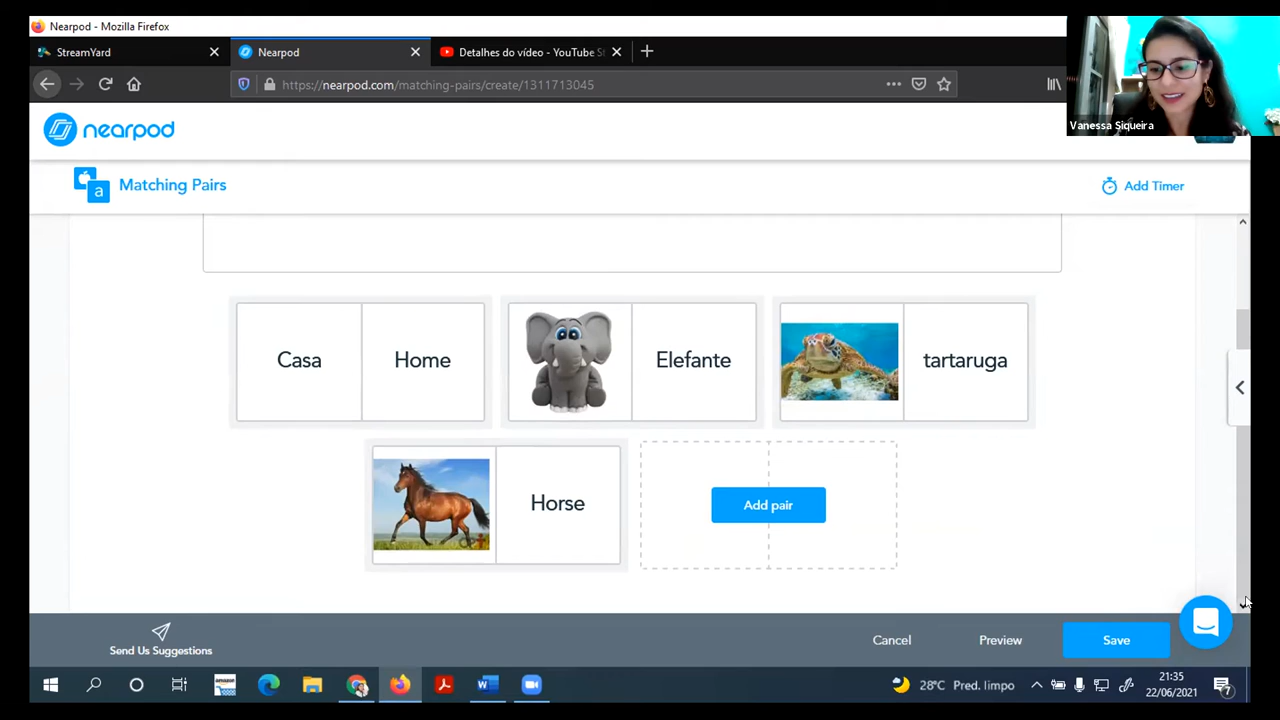 Nearpod - Mozilla Firefox
StreamYard
Nearpod
Detalhes do vídeo - YouTube St
https://nearpod.com/matching-pairs/create/1311713045
Vanessa Siqueira
nearpod
a
Matching Pairs
Add Timer
Casa
Home
Elefante
tartaruga
Horse
Add pair
Send Us Suggestions
Cancel
Preview
Save
amazon
28°C Pred. limpo
21:35
22/06/2021
7